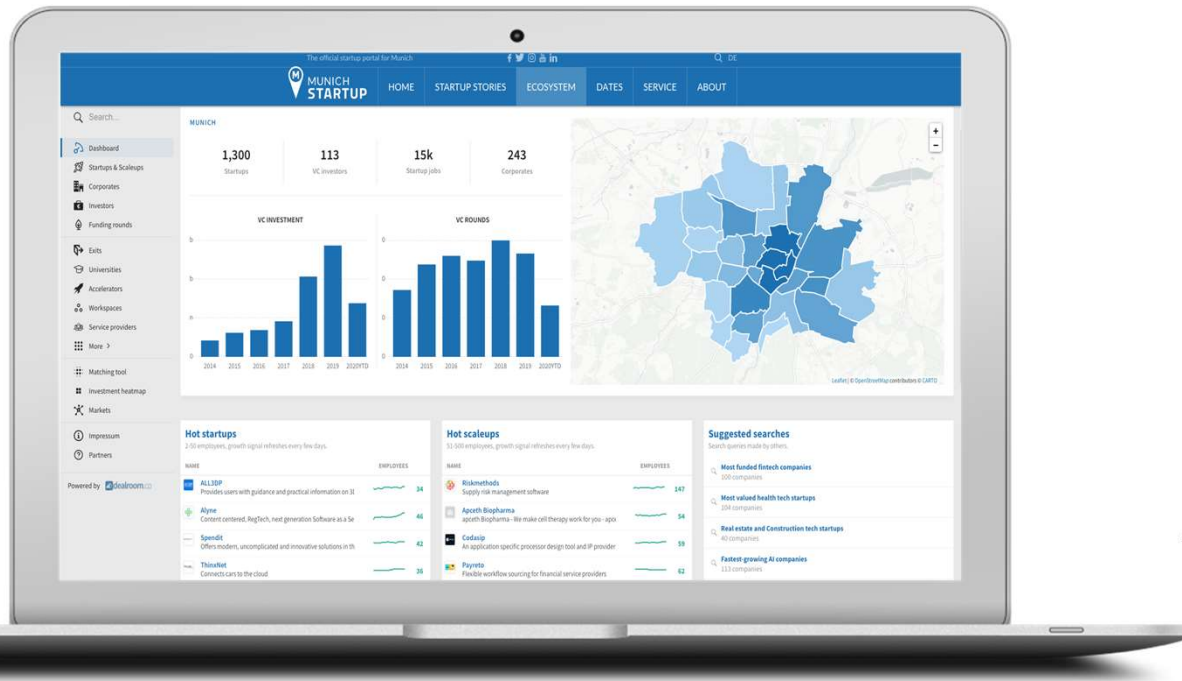 The official startup portal for Munich
DE
M
MUNICH
STARTUP
HOME
STARTUP STORIES
ECOSYSTEM
DATES
SERVICE
ABOUT
Search...
Dashboard
Startups & Scaleups
Corporates
Investors
Funding rounds
Exits
Universities
Accelerators
Workspaces
Service providers
More >
Matching tool
Investment heatmap
Markets
Impressum
Partners
Powered by dealroom.co
MUNICH
1,300
Startups
113
VC investors
15k
Startup jobs
243
Corporates
VC INVESTMENT
2014 2015 2016 2017 2018 2019 2020YTD
VC ROUNDS
2014 2015 2016 2017 2018 2019 2020YTD
+
-
Leaflet | © OpenStreetMap contributors © CARTO
Hot startups
2-50 employees, growth signal refreshes every few days.
NAME EMPLOYEES
ALL3DP 34
Provides users with guidance and practical information on 3D
Alyne 46
Content centered, RegTech, next generation Software as a Se
Spendit 42
Offers modern, uncomplicated and innovative solutions in th
ThinxNet 36
Connects cars to the cloud
Hot scaleups
51-500 employees, growth signal refreshes every few days.
NAME EMPLOYEES
Riskmethods 147
Supply risk management software
Apceth Biopharma 54
apceth Biopharma - We make cell therapy work for you - apce
Codasip 59
An application specific processor design tool and IP provider
Payreto 62
Flexible workflow sourcing for financial service providers
Suggested searches
Search queries made by others.
Most funded fintech companies
100 companies
Most valued health tech startups
104 companies
Real estate and Construction tech startups
40 companies
Fastest-growing AI companies
113 companies